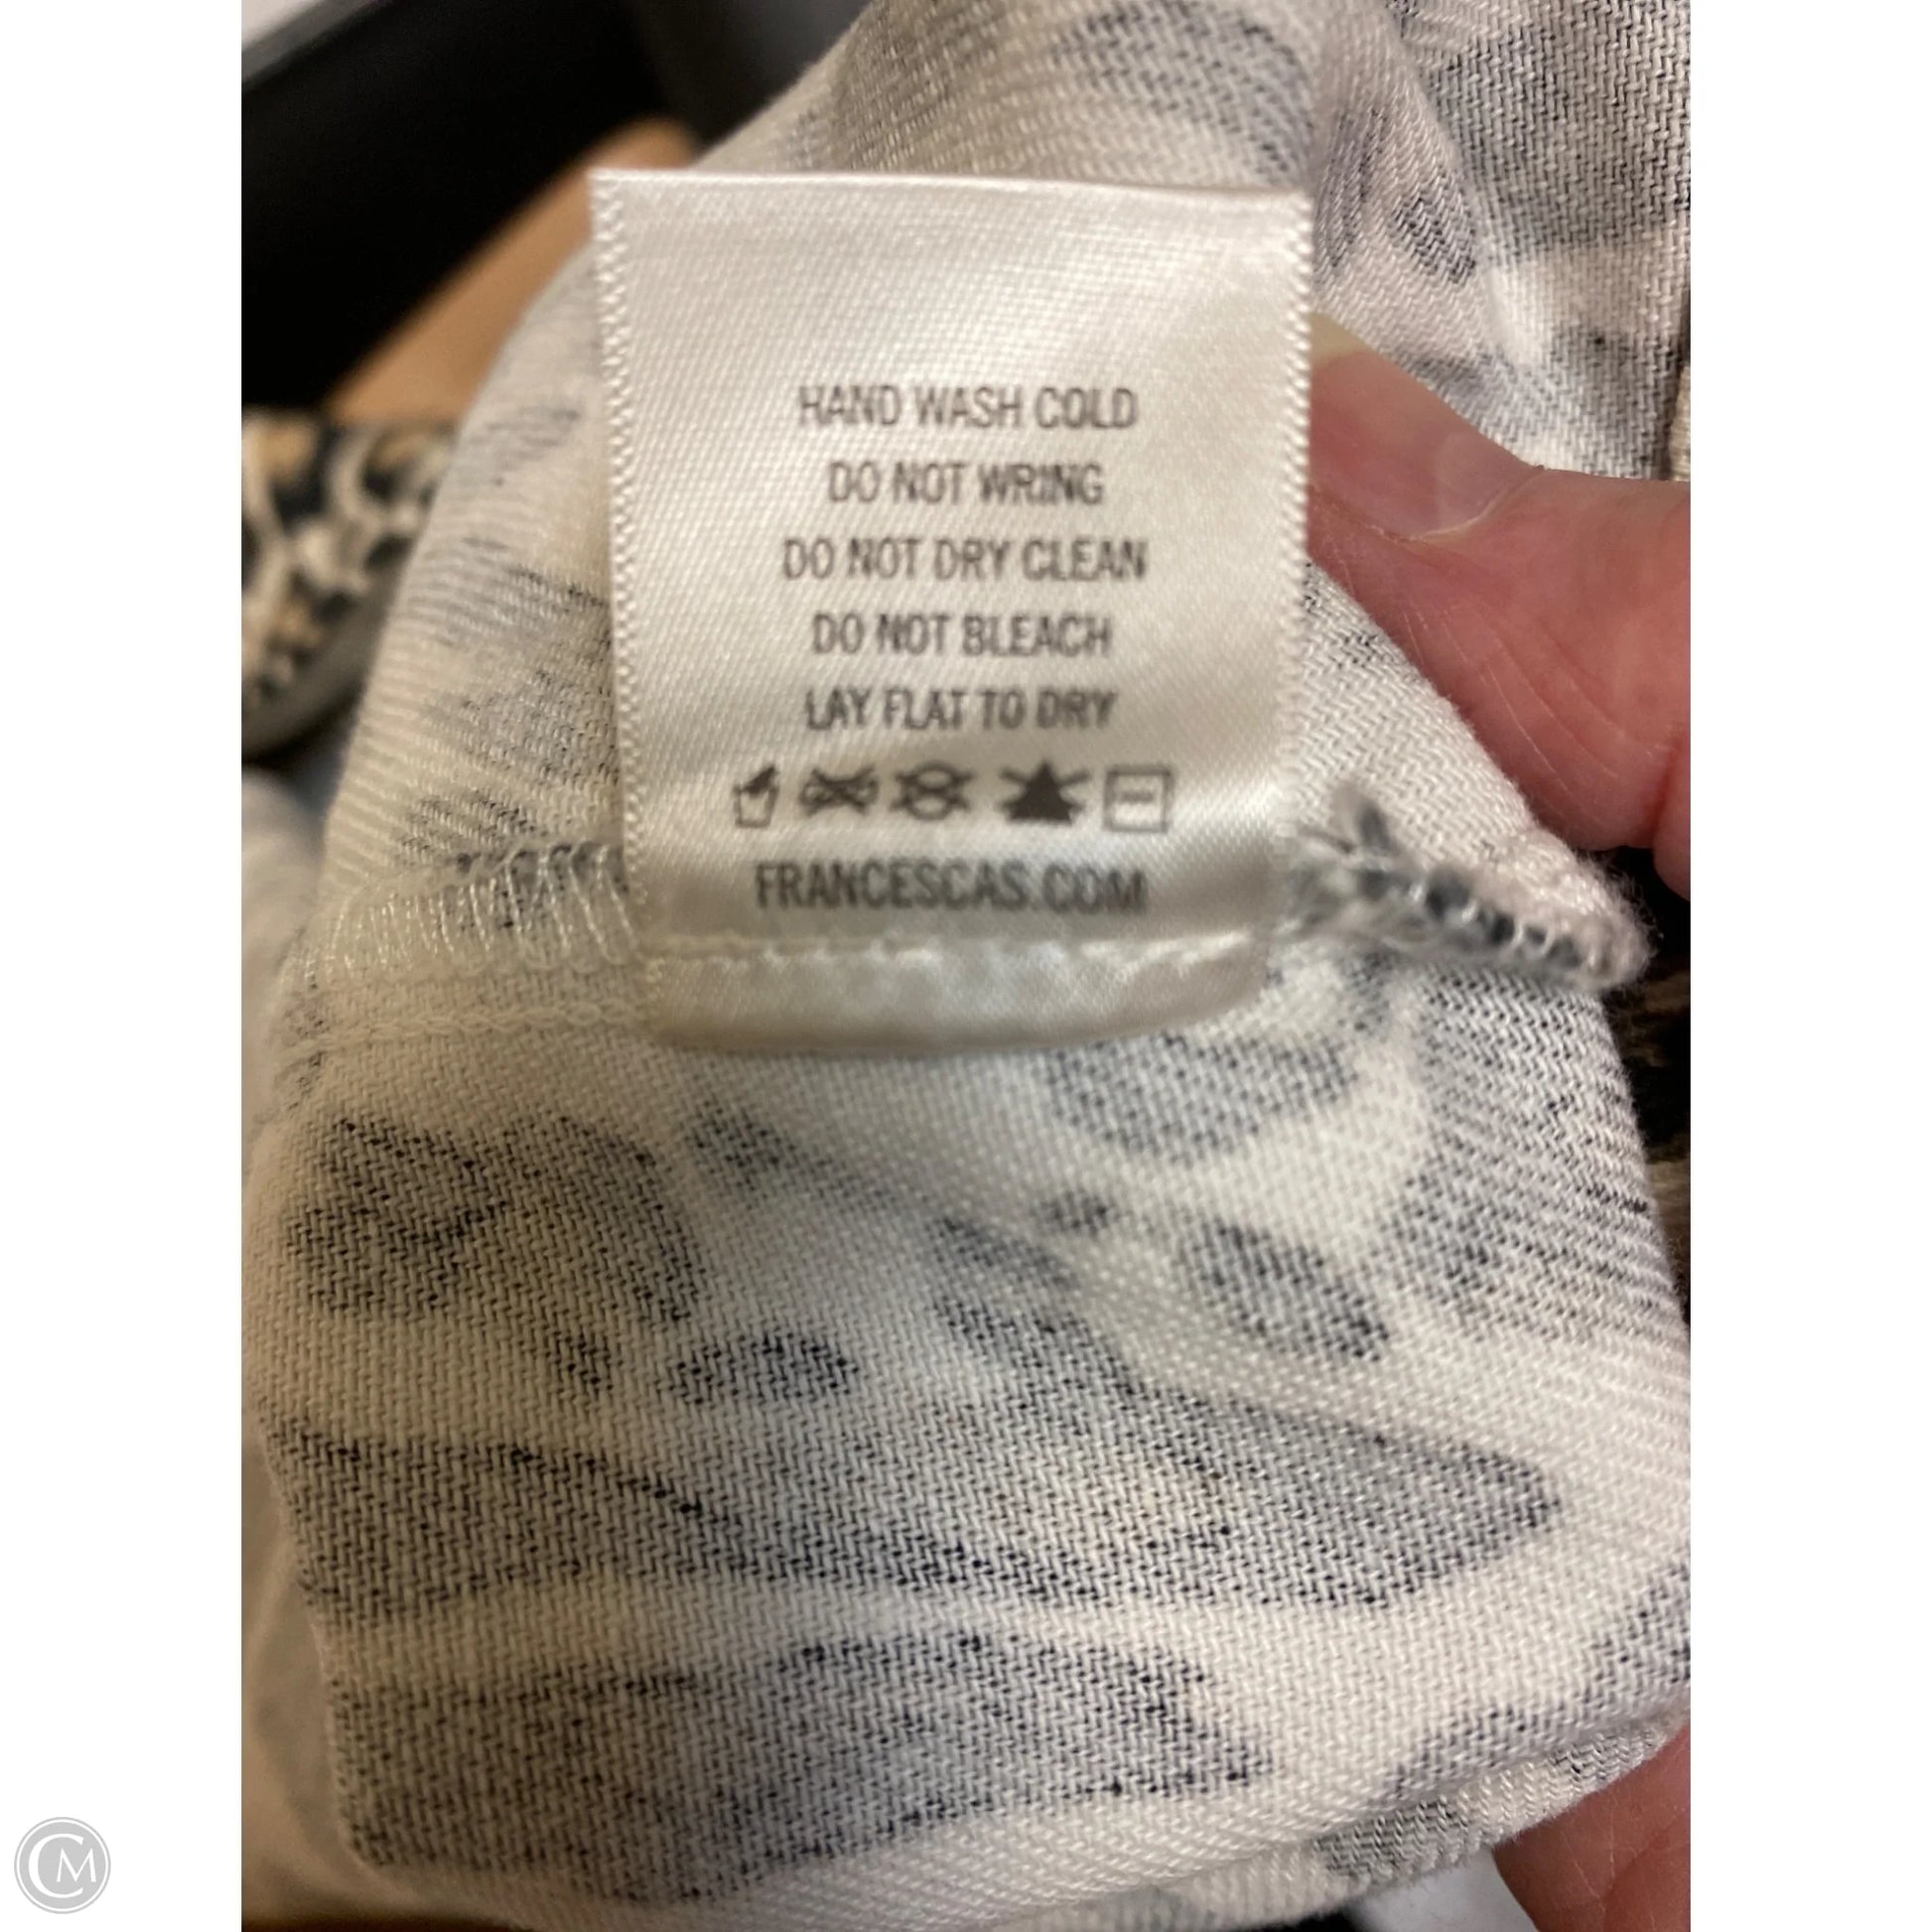 HAND WASH COLD
DO NOT WRING
DO NOT DRY CLEAN
DO NOT BLEACH
LAY FLAT TO DRY
FRANCESCAS.COM
CM